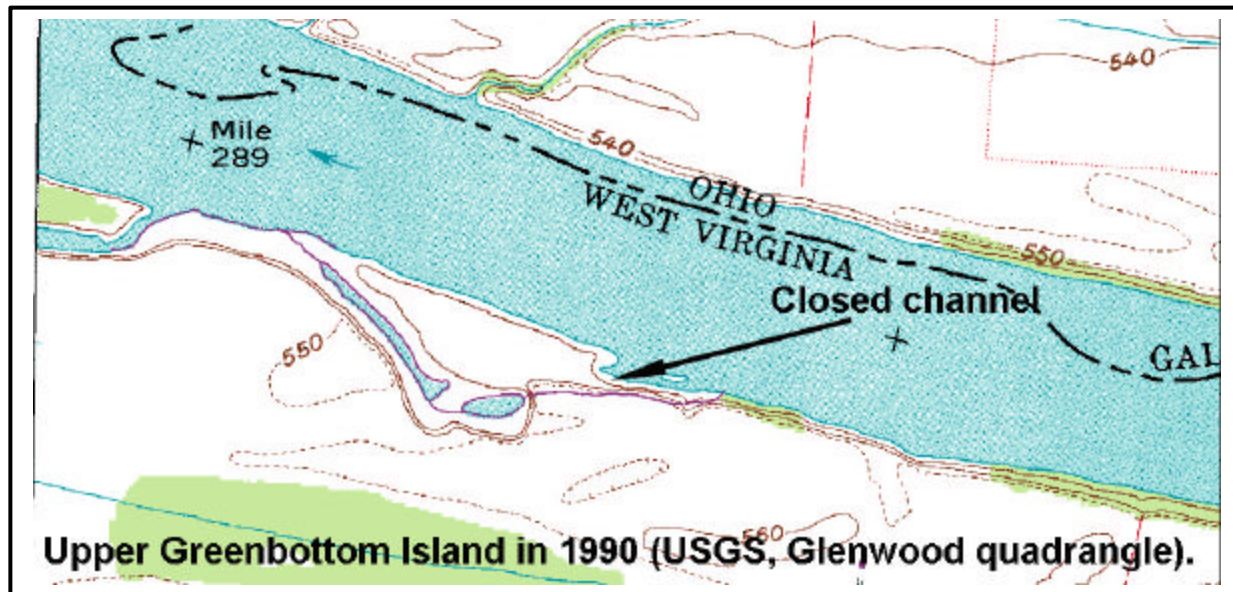 540
Mile
289
540
OHIO
WEST VIRGINIA
550
Closed channel
GAL
550
560
Upper Greenbottom Island in 1990 (USGS, Glenwood quadrangle).